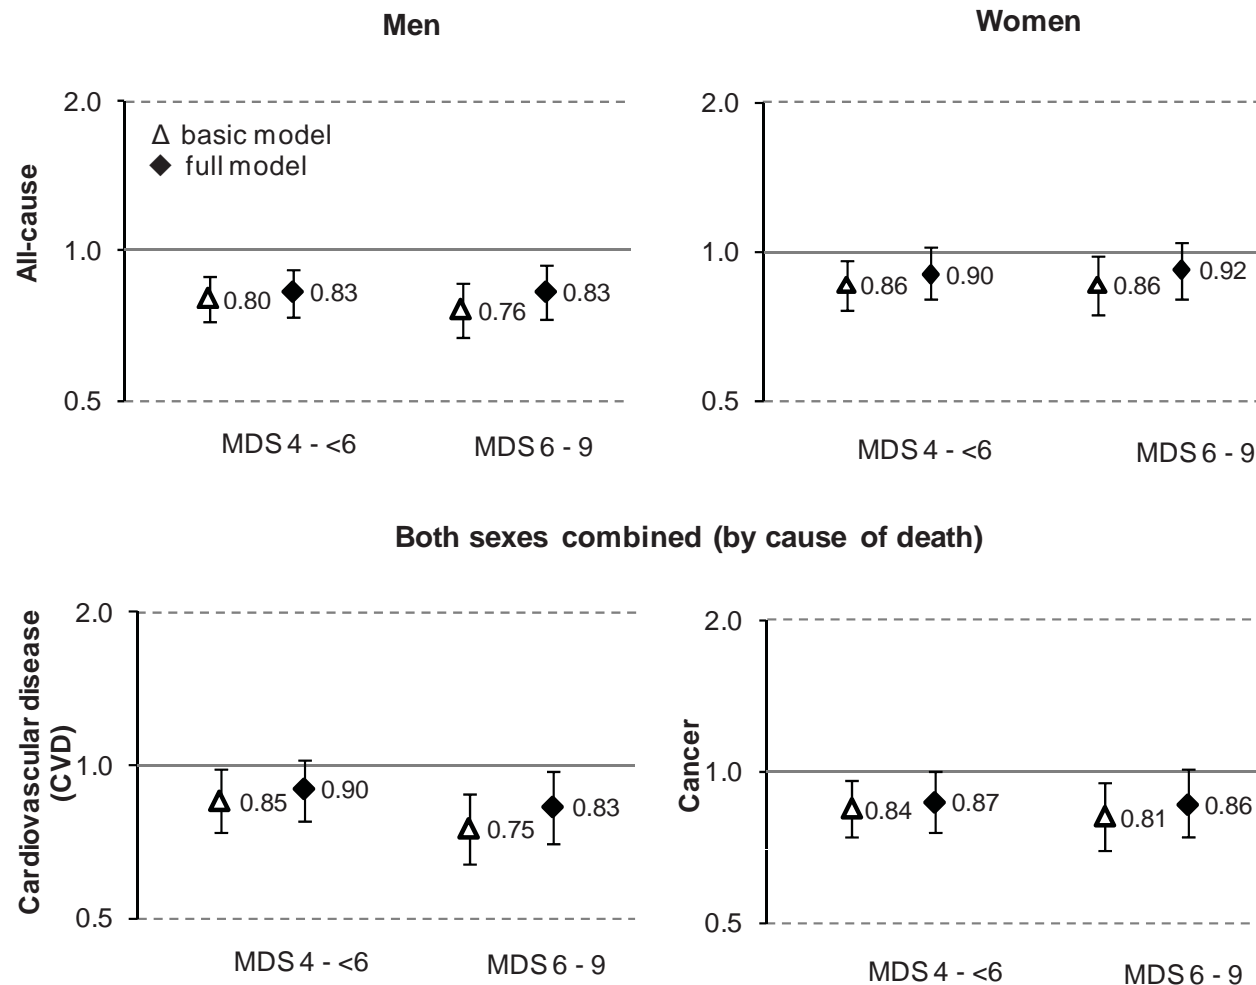 Men
Women
2.0
Δ basic model
◆ full model
All-cause
1.0
0.80
0.83
0.76
0.83
0.5
MDS 4 - <6
MDS 6 - 9
2.0
1.0
0.86
0.90
0.86
0.92
0.5
MDS 4 - <6
MDS 6 - 9
Both sexes combined (by cause of death)
Cardiovascular disease
(CVD)
2.0
1.0
0.85
0.90
0.75
0.83
0.5
MDS 4 - <6
MDS 6 - 9
Cancer
2.0
1.0
0.84
0.87
0.81
0.86
0.5
MDS 4 - <6
MDS 6 - 9